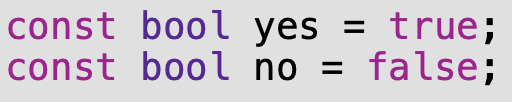 const bool yes = true;
const bool no = false;